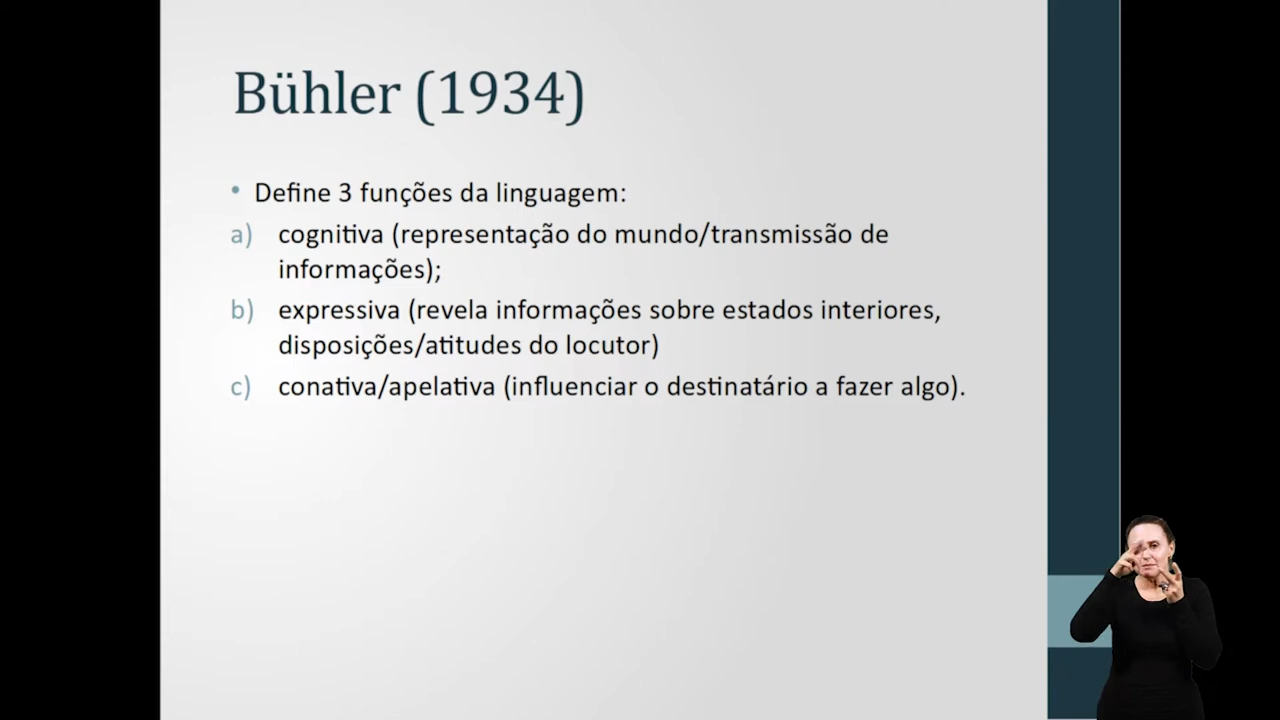 Bühler (1934)
• Define 3 funções da linguagem:
a) cognitiva (representação do mundo/transmissão de
informações);
b) expressiva (revela informações sobre estados interiores,
disposições/atitudes do locutor)
c) conativa/apelativa (influenciar o destinatário a fazer algo).